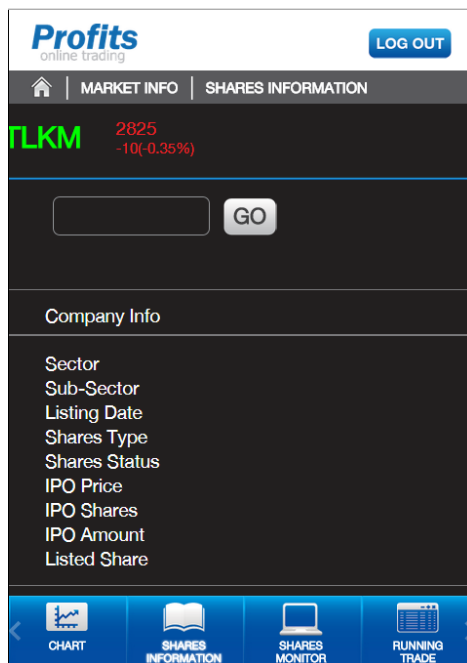 Profits
online trading
LOG OUT
MARKET INFO SHARES INFORMATION
TLKM 2825
-10(-0.35%)
GO
Company Info
Sector
Sub-Sector
Listing Date
Shares Type
Shares Status
IPO Price
IPO Shares
IPO Amount
Listed Share
CHART
SHARES
INFORMATION
SHARES
MONITOR
RUNNING
TRADE